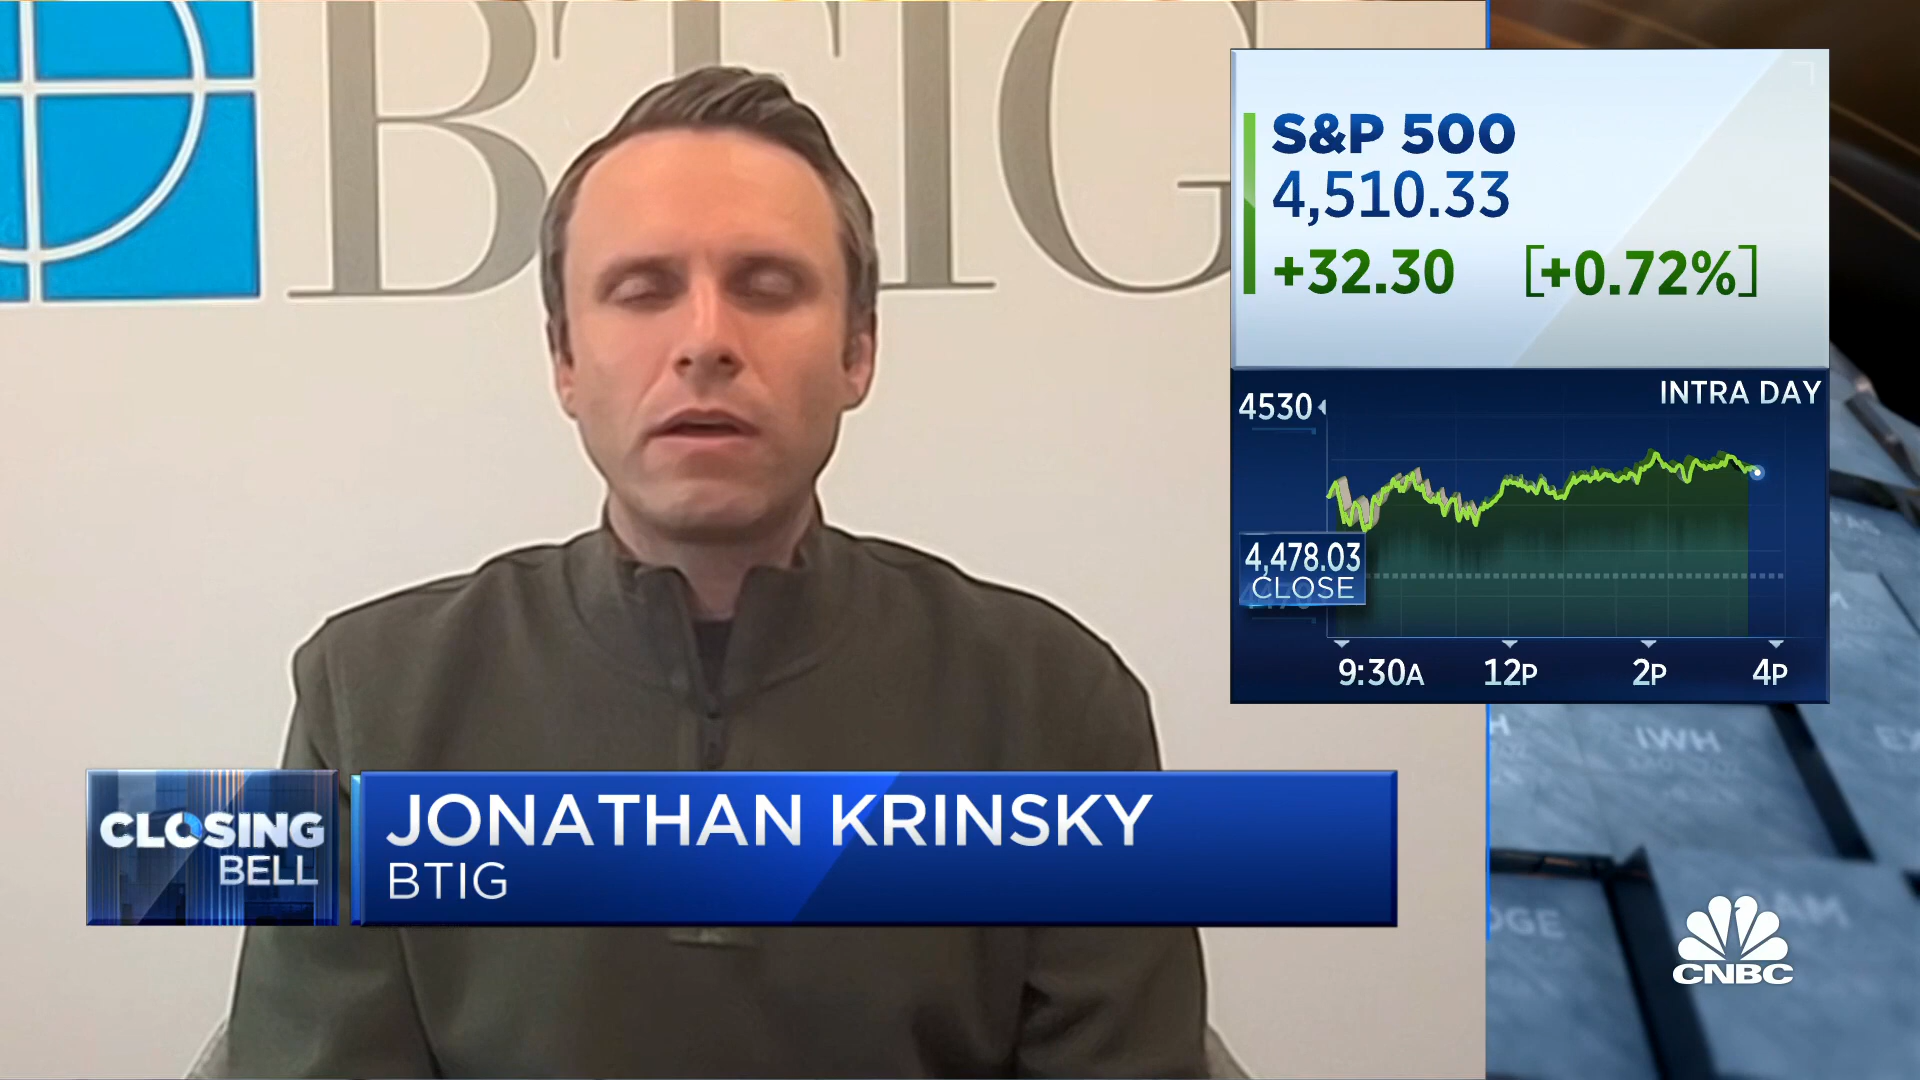 BTIG
S&P 500
4,510.33
+32.30 [+0.72%]
INTRA DAY
4530
4,478.03
CLOSE
9:30A 12P 2P 4P
IWH
CLOSING
BELL
JONATHAN KRINSKY
BTIG
CNBC